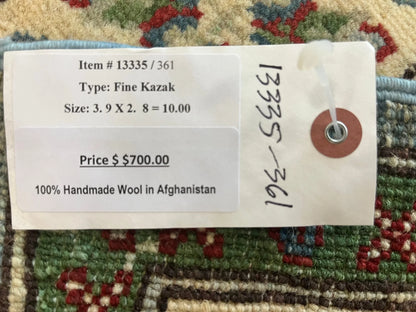 Item # 13335 / 361
Type: Fine Kazak
Size: 3. 9 X 2. 8 = 10.00
Price $ $700.00
100% Handmade Wool in Afghanistan
13335-361